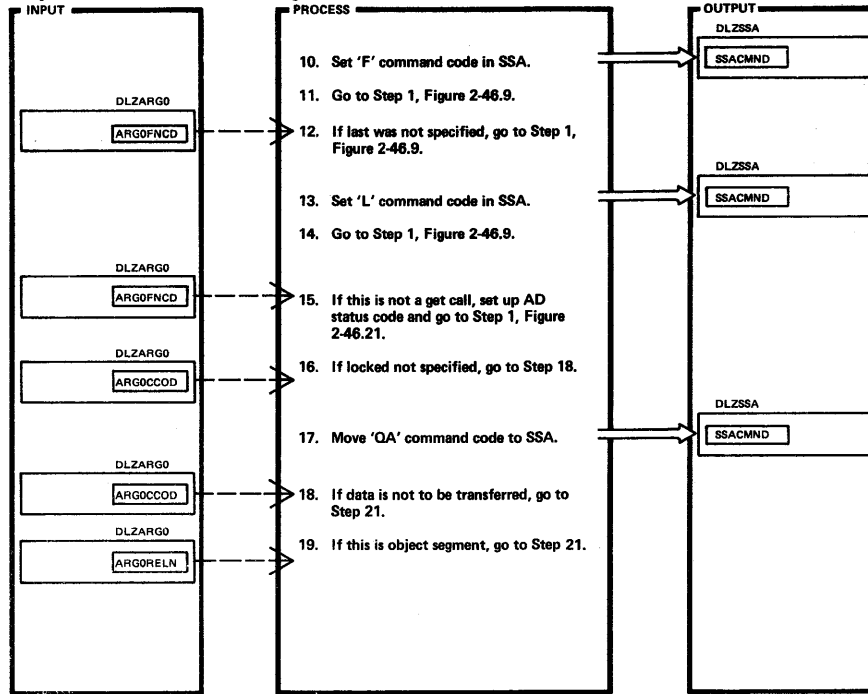 INPUT
PROCESS
OUTPUT
DLZSSA
SSACMND
10. Set 'F' command code in SSA.
11. Go to Step 1, Figure 2-46.9.
DLZARG0
ARG0FNCD
12. If last was not specified, go to Step 1,
Figure 2-46.9.
DLZSSA
SSACMND
13. Set 'L' command code in SSA.
14. Go to Step 1, Figure 2-46.9.
DLZARG0
ARG0FNCD
15. If this is not a get call, set up AD
status code and go to Step 1, Figure
2-46.21.
DLZARG0
ARG0CCOD
16. If locked not specified, go to Step 18.
DLZSSA
SSACMND
17. Move 'QA' command code to SSA.
DLZARG0
ARG0CCOD
18. If data is not to be transferred, go to
Step 21.
DLZARG0
ARG0RELN
19. If this is object segment, go to Step 21.